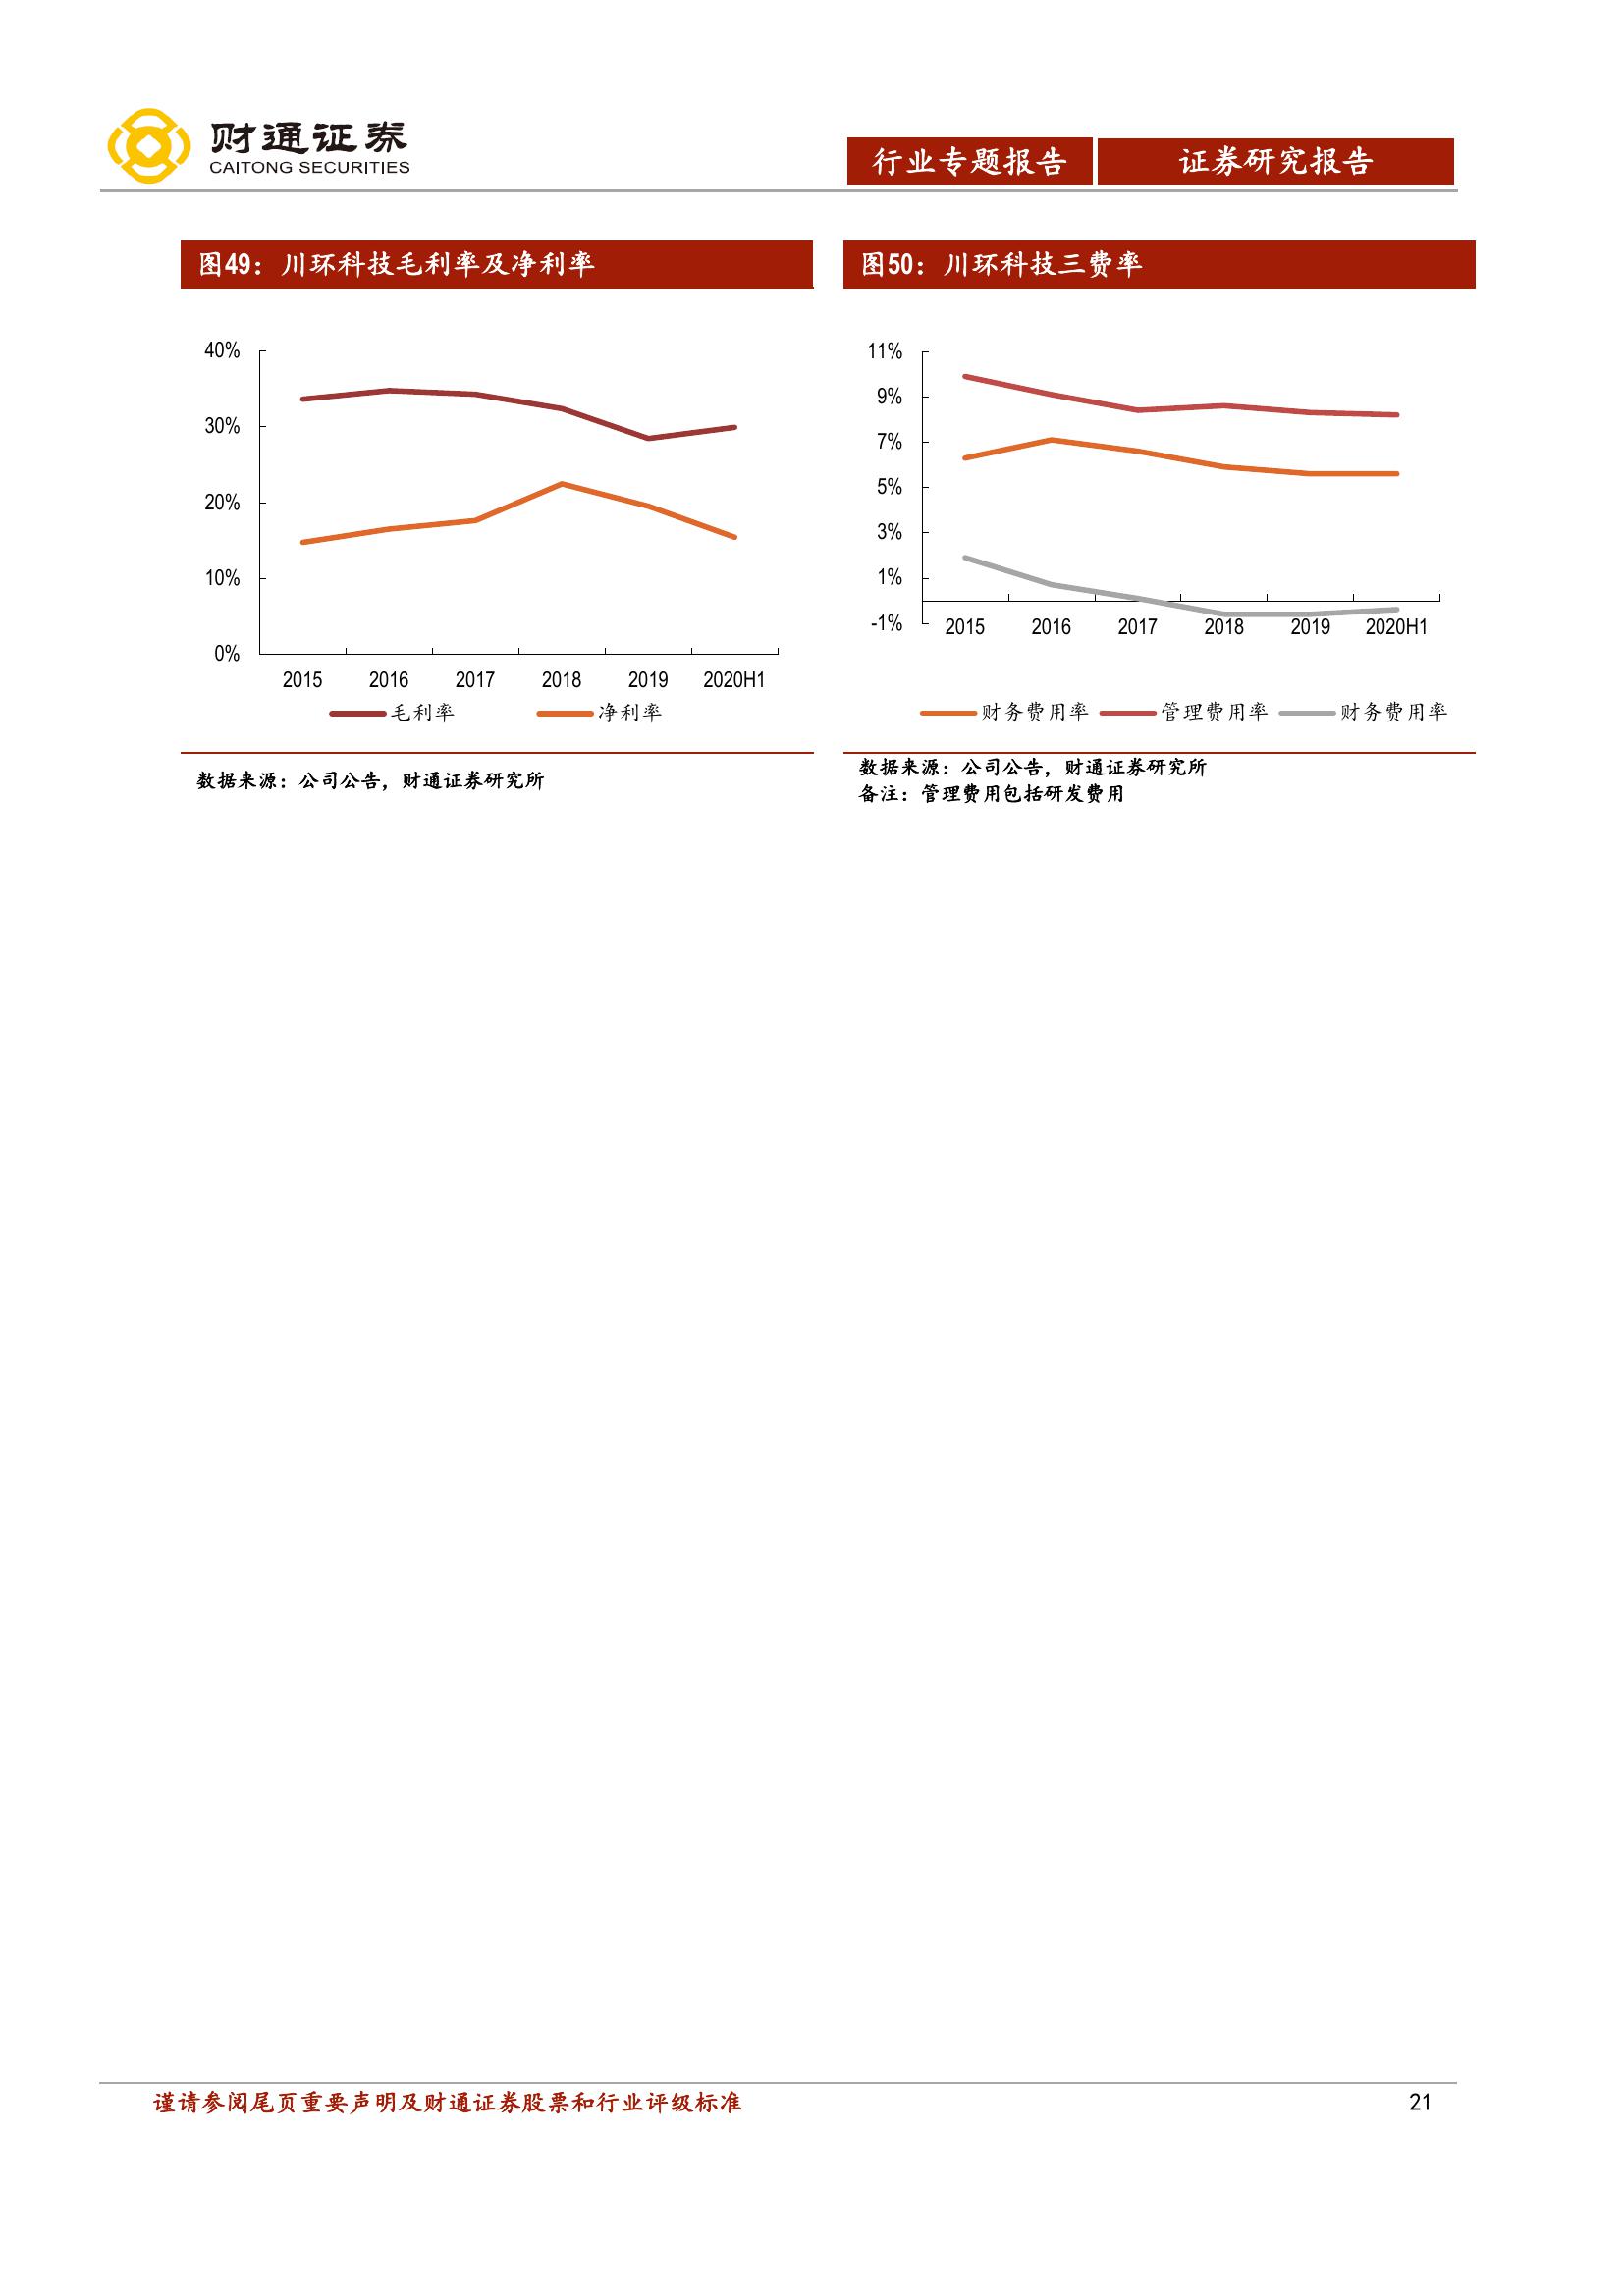 财通证券
CAITONG SECURITIES
行业专题报告 证券研究报告
图49：川环科技毛利率及净利率
40%
30%
20%
10%
0%
2015 2016 2017 2018 2019 2020H1
毛利率 净利率
数据来源：公司公告，财通证券研究所
图50：川环科技三费率
11%
9%
7%
5%
3%
1%
-1%
2015 2016 2017 2018 2019 2020H1
财务费用率 管理费用率 财务费用率
数据来源：公司公告，财通证券研究所
备注：管理费用包括研发费用
谨请参阅尾页重要声明及财通证券股票和行业评级标准 21